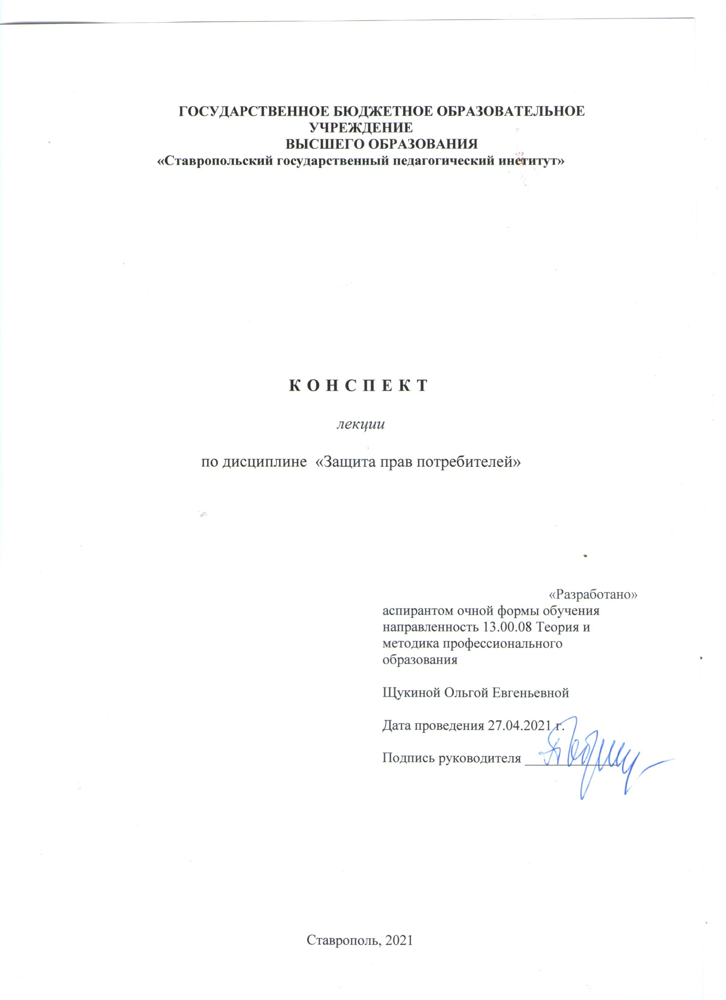 ГОСУДАРСТВЕННОЕ БЮДЖЕТНОЕ ОБРАЗОВАТЕЛЬНОЕ
УЧРЕЖДЕНИЕ
ВЫСШЕГО ОБРАЗОВАНИЯ
«Ставропольский государственный педагогический институт»
К О Н С П Е К Т
лекции
по дисциплине «Защита прав потребителей»
«Разработано»
аспирантом очной формы обучения
направленность 13.00.08 Теория и
методика профессионального
образования
Щукиной Ольгой Евгеньевной
Дата проведения 27.04.2021 г.
Подпись руководителя
Ставрополь, 2021